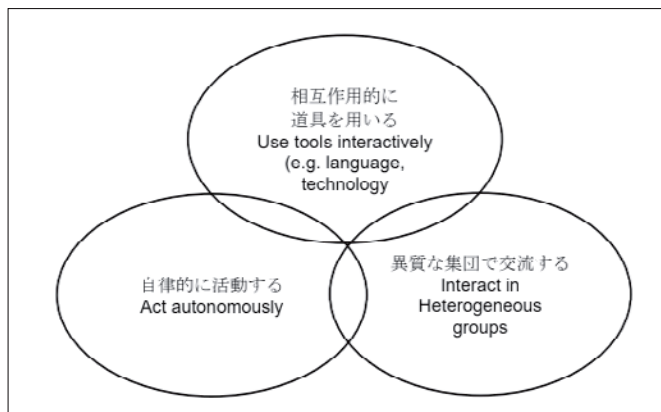 相互作用的に
道具を用いる
Use tools interactively
(e.g. language,
technology
自律的に活動する
Act autonomously
異質な集団で交流する
Interact in
Heterogeneous
groups